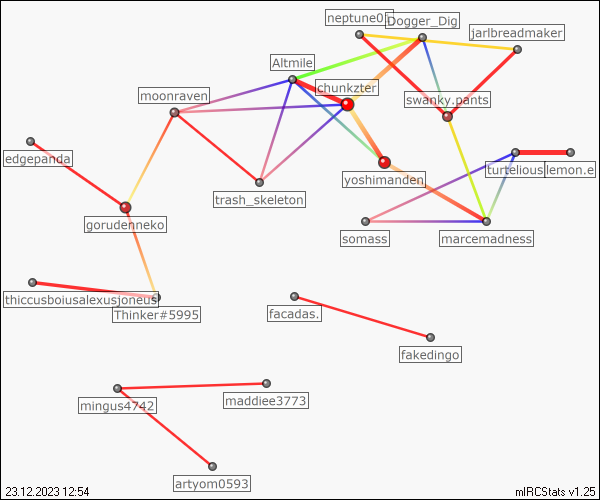 neptune0
Dogger_Dig
jarlbreadmaker
Altmile
chunkzter
moonraven
swanky.pants
edgepanda
turtelious
lemon.e
yoshimanden
trash_skeleton
gorudenneko
somass
marcemadness
thiccusboiusalexusjoneus
Thinker#5995
facadas.
fakedingo
mingus4742
maddiee3773
artyom0593
23.12.2023 12:54
mIRCStats v1.25